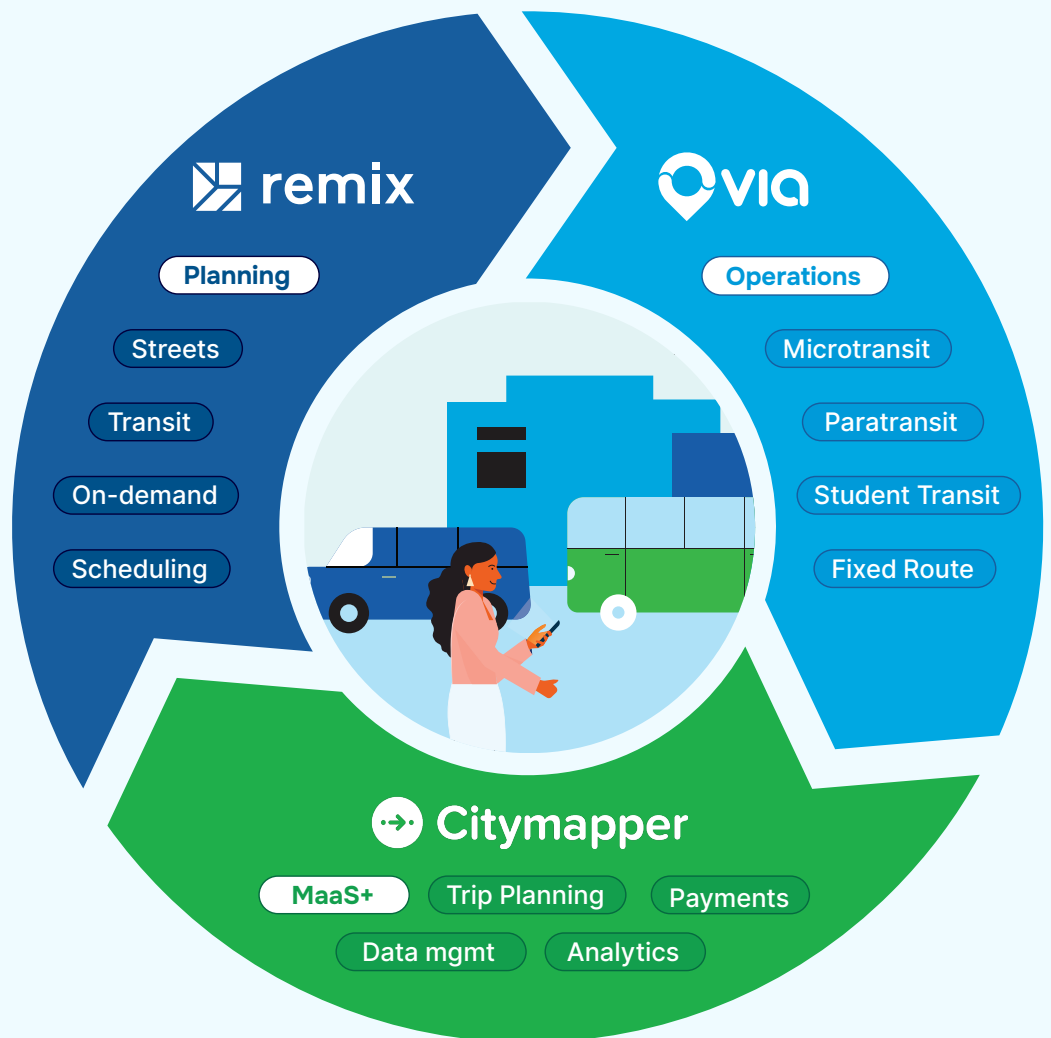 remix
Planning
Streets
Transit
On-demand
Scheduling
via
Operations
Microtransit
Paratransit
Student Transit
Fixed Route
Citymapper
MaaS+ Trip Planning Payments
Data mgmt Analytics